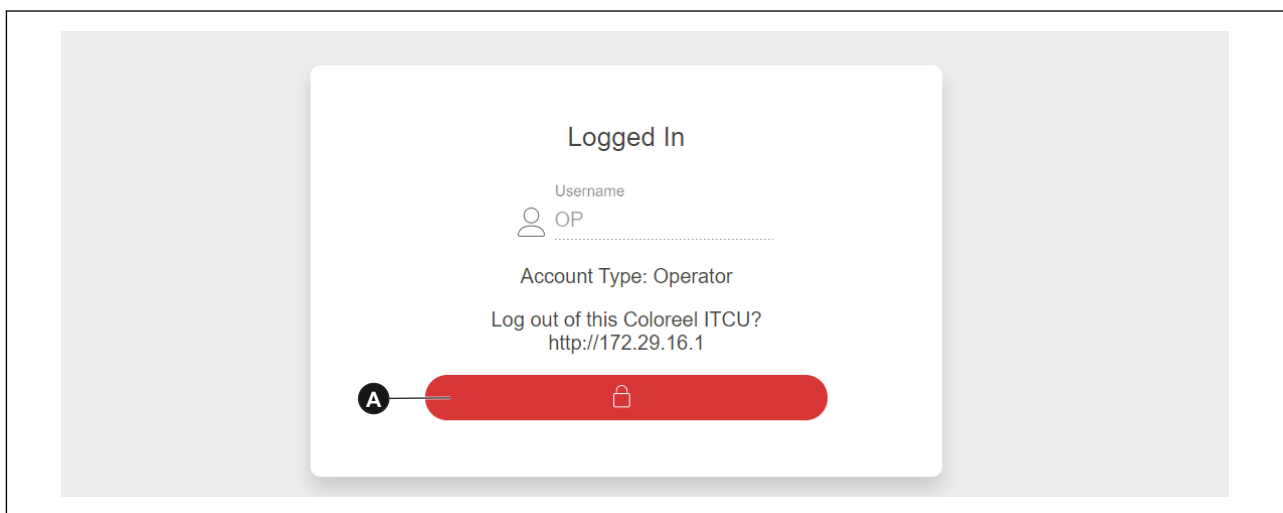 Logged In
Username
OP
Account Type: Operator
Log out of this Coloreel ITCU?
http://172.29.16.1
A